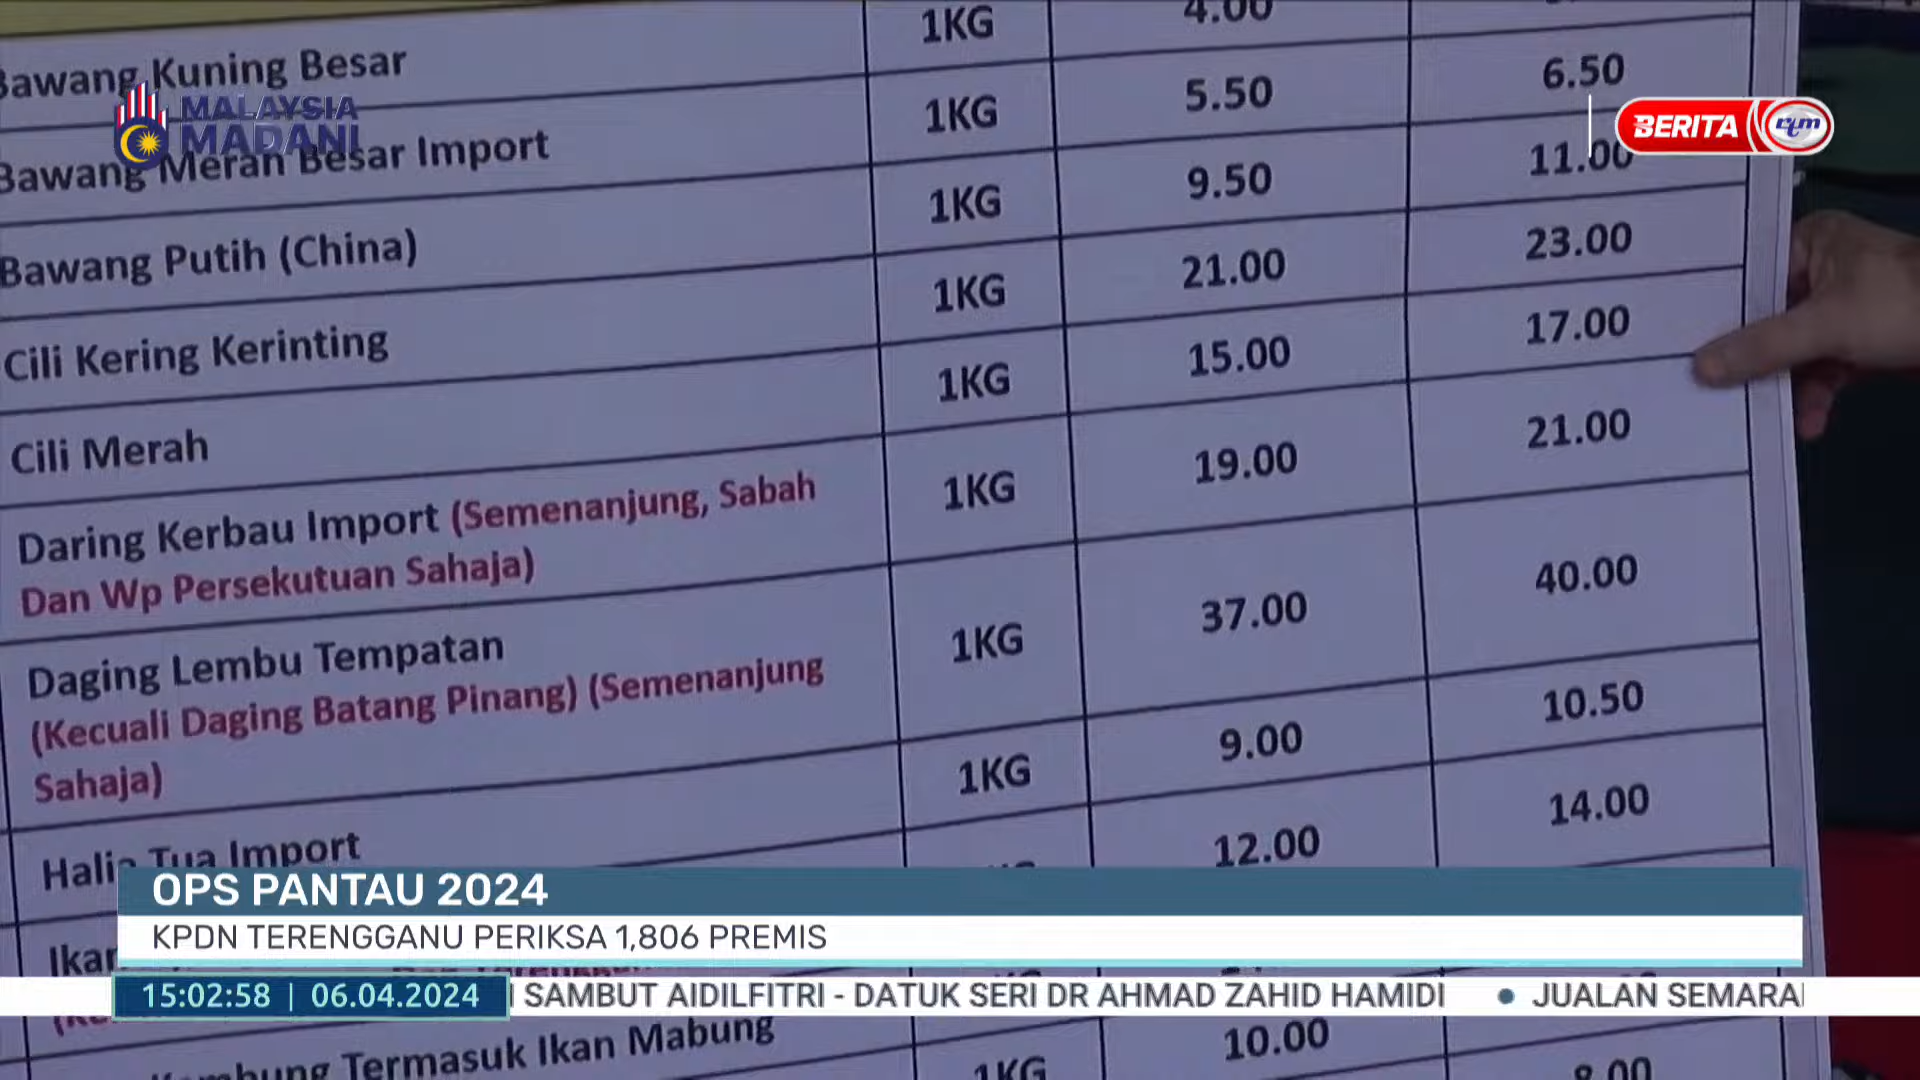 Bawang Kuning Besar 1KG 4.00
Bawang Merah Besar Import 1KG 5.50 6.50
Bawang Putih (China) 1KG 9.50 11.00
Cili Kering Kerinting 1KG 21.00 23.00
Cili Merah 1KG 15.00 17.00
Daring Kerbau Import (Semenanjung, Sabah 1KG 19.00 21.00
Dan Wp Persekutuan Sahaja)
Daging Lembu Tempatan 1KG 37.00 40.00
(Kecuali Daging Batang Pinang) (Semenanjung
Sahaja)
Halia Tua Import 1KG 9.00 10.50
12.00 14.00
Termasuk Ikan Mabung 1KG 10.00
MALAYSIA
MADANI
BERITA rtm
OPS PANTAU 2024
KPDN TERENGGANU PERIKSA 1,806 PREMIS
15:02:58 | 06.04.2024 SAMBUT AIDILFITRI - DATUK SERI DR AHMAD ZAHID HAMIDI • JUALAN